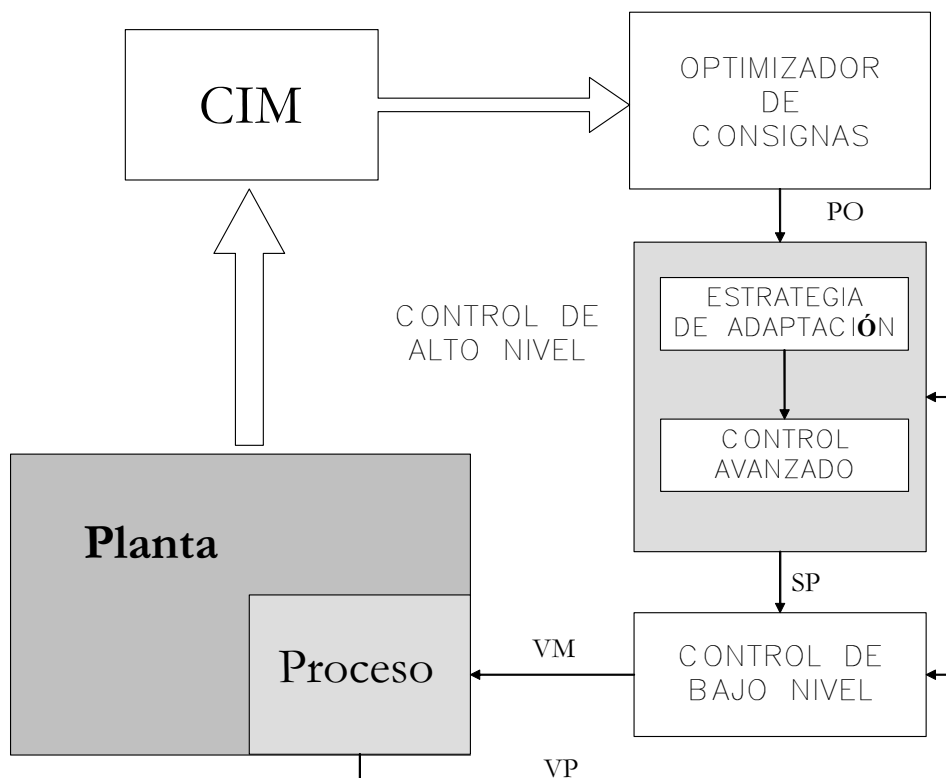 CIM
OPTIMIZADOR
DE
CONSIGNAS
PO
CONTROL DE
ALTO NIVEL
ESTRATEGIA
DE ADAPTACIÓN
CONTROL
AVANZADO
SP
Planta
Proceso
VM
CONTROL DE
BAJO NIVEL
VP